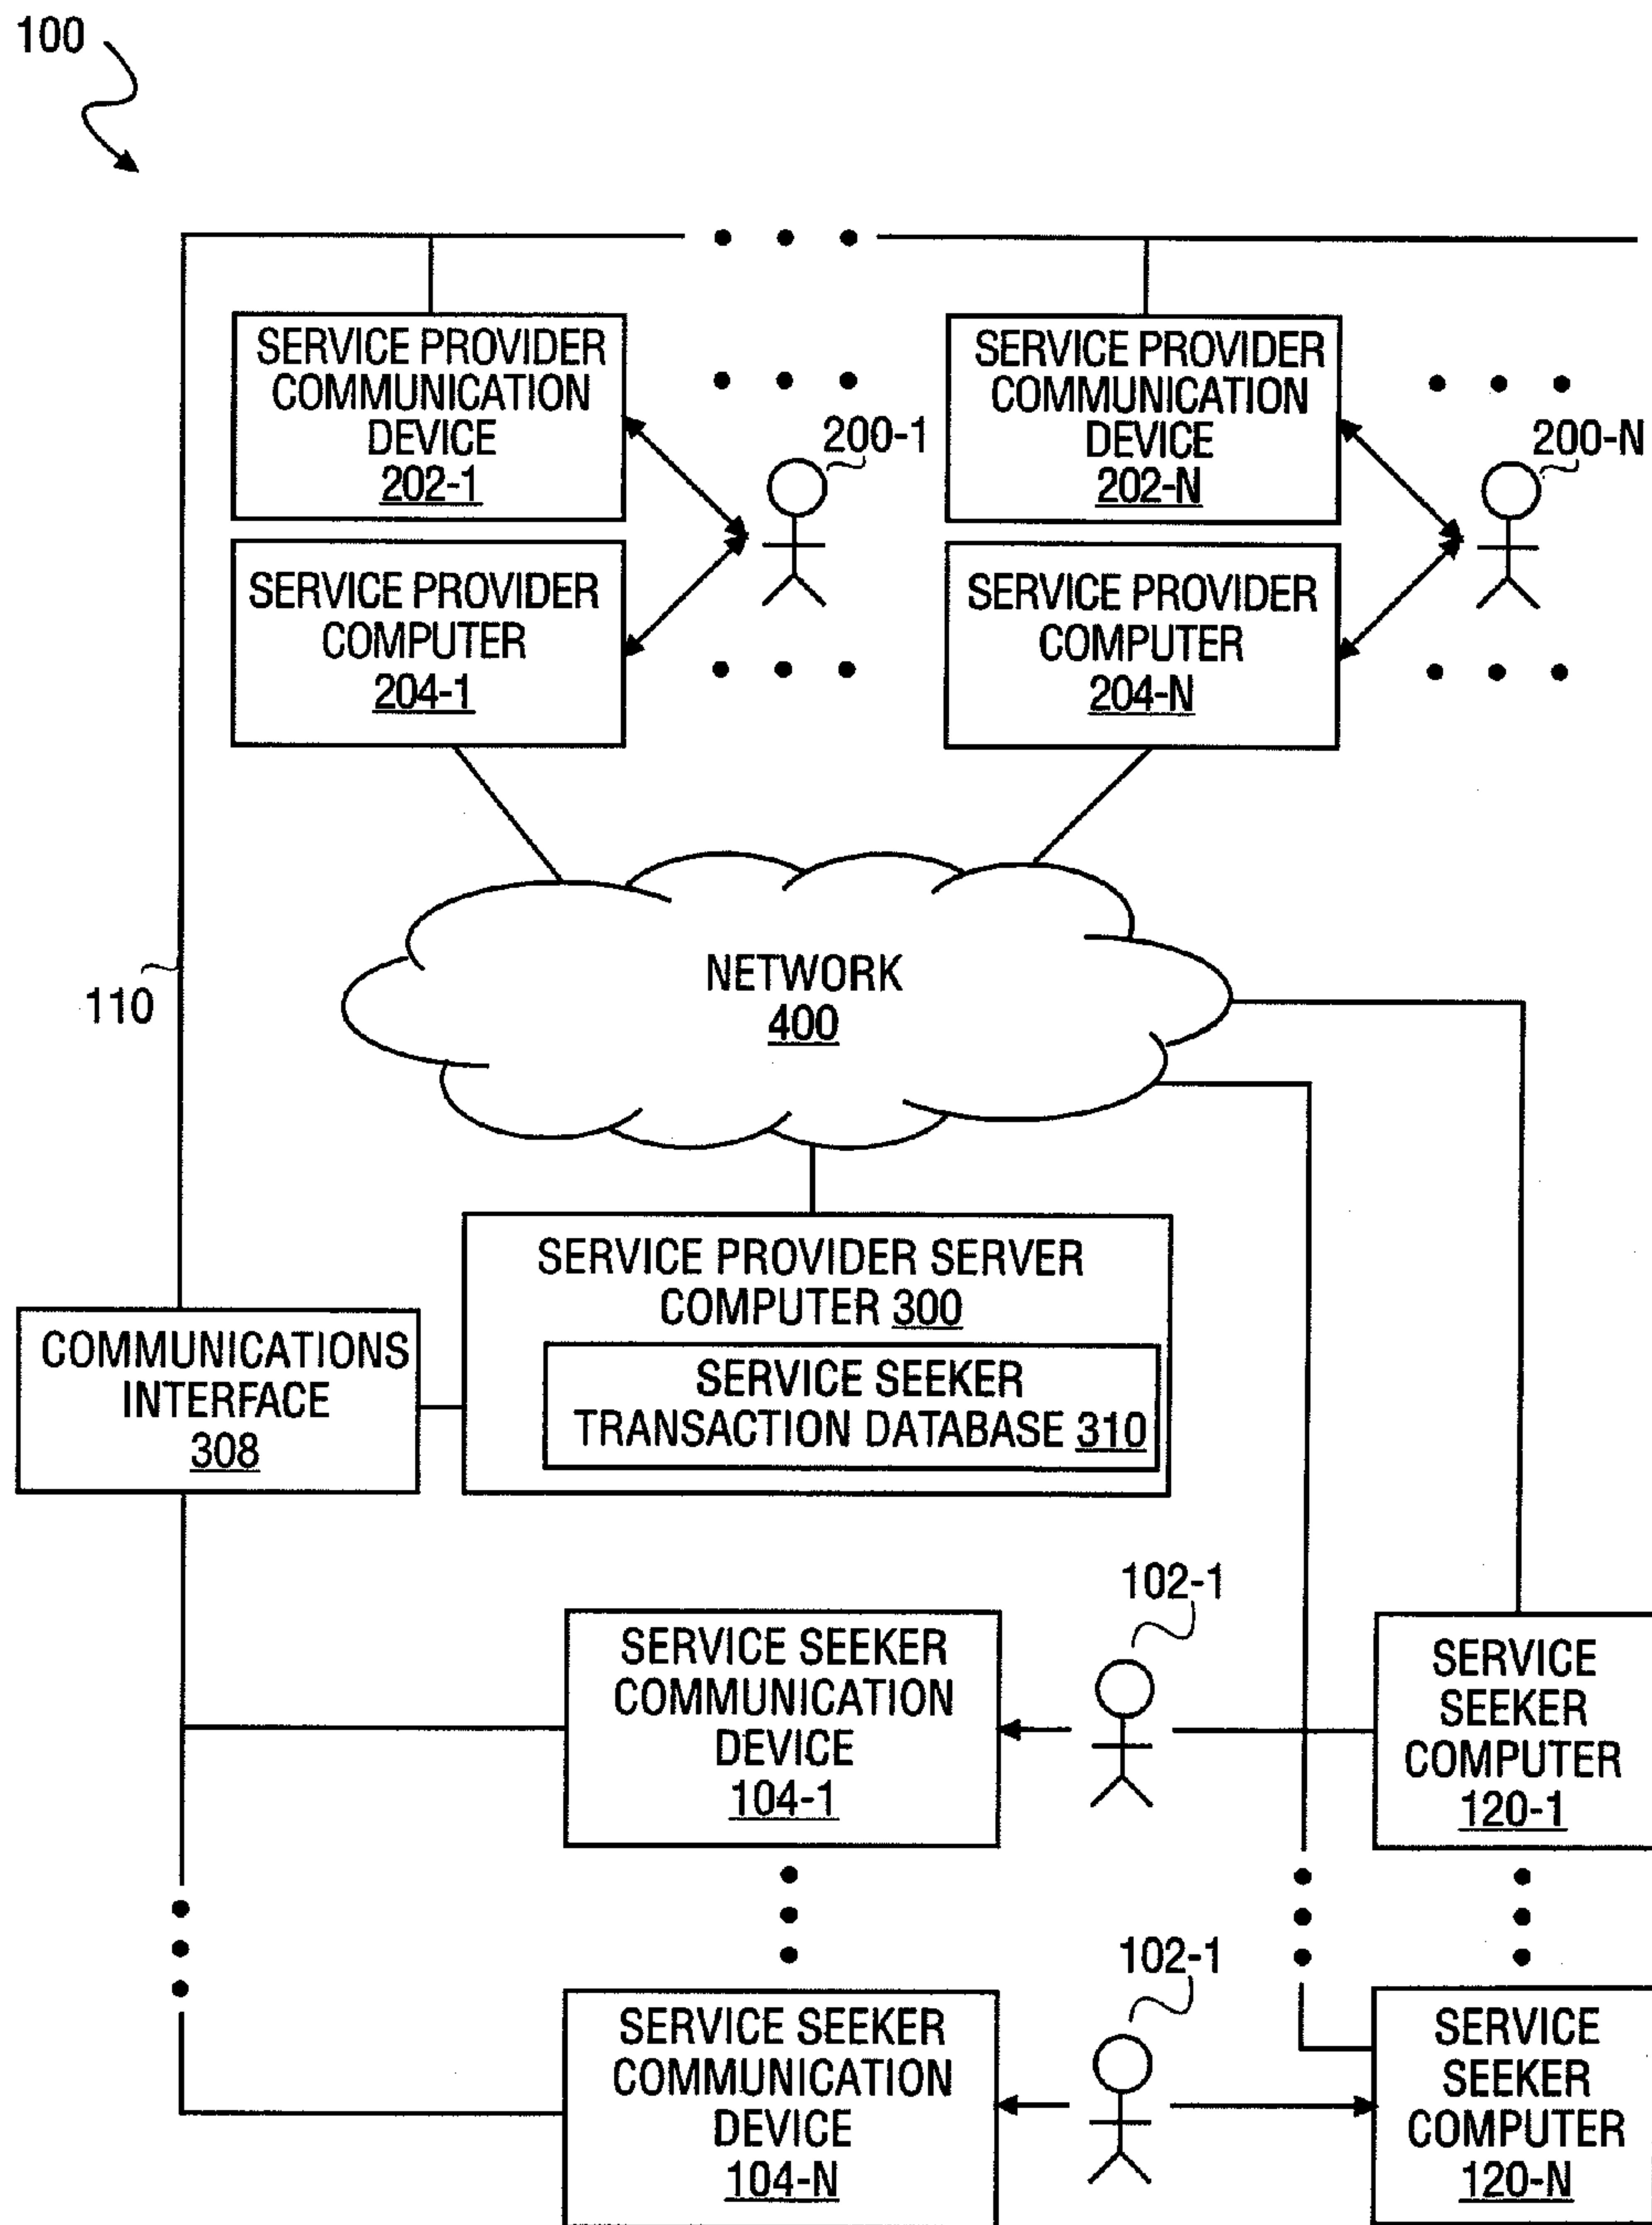 100
SERVICE PROVIDER
COMMUNICATION
DEVICE
202-1
200-1
SERVICE PROVIDER
COMMUNICATION
DEVICE
202-N
200-N
SERVICE PROVIDER
COMPUTER
204-1
SERVICE PROVIDER
COMPUTER
204-N
NETWORK
400
110
SERVICE PROVIDER SERVER
COMPUTER 300
SERVICE SEEKER
TRANSACTION DATABASE 310
COMMUNICATIONS
INTERFACE
308
102-1
SERVICE SEEKER
COMMUNICATION
DEVICE
104-1
SERVICE
SEEKER
COMPUTER
120-1
102-1
SERVICE SEEKER
COMMUNICATION
DEVICE
104-N
SERVICE
SEEKER
COMPUTER
120-N